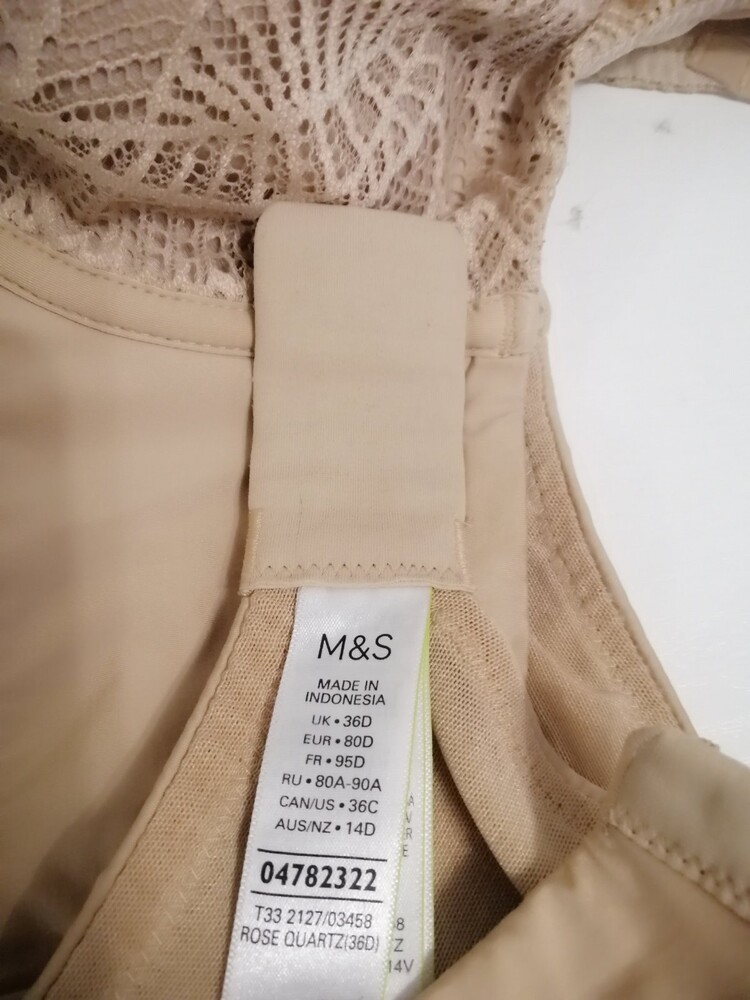 M&S
MADE IN
INDONESIA
UK • 36D
EUR • 80D
FR • 95D
RU • 80A-90A
CAN/US • 36C
AUS/NZ • 14D
04782322
T33 2127/03458
ROSE QUARTZ(36D)